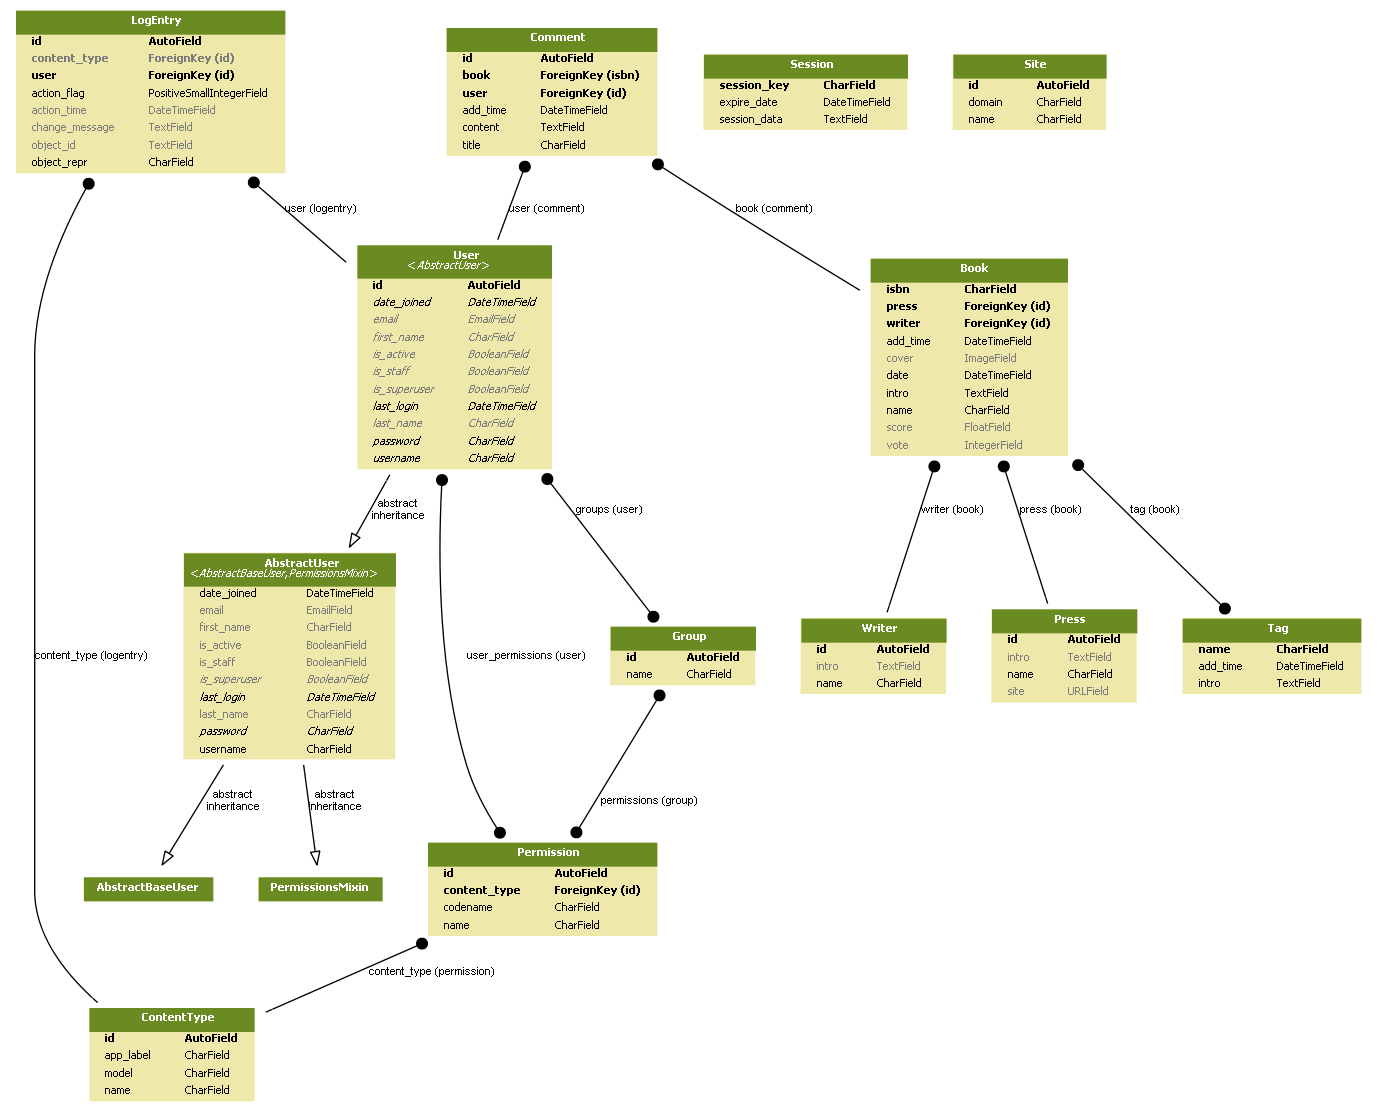 LogEntry
id AutoField
content_type ForeignKey (id)
user ForeignKey (id)
action_flag PositiveSmallIntegerField
action_time DateTimeField
change_message TextField
object_id TextField
object_repr CharField
Comment
id AutoField
book ForeignKey (isbn)
user ForeignKey (id)
add_time DateTimeField
content TextField
title CharField
Session
session_key CharField
expire_date DateTimeField
session_data TextField
Site
id AutoField
domain CharField
name CharField
user (logentry)
user (comment)
book (comment)
User
<AbstractUser>
id AutoField
date_joined DateTimeField
email EmailField
first_name CharField
is_active BooleanField
is_staff BooleanField
is_superuser BooleanField
last_login DateTimeField
last_name CharField
password CharField
username CharField
Book
isbn CharField
press ForeignKey (id)
writer ForeignKey (id)
add_time DateTimeField
cover ImageField
date DateTimeField
intro TextField
name CharField
score FloatField
vote IntegerField
abstract
inheritance
groups (user)
writer (book)
press (book)
tag (book)
AbstractUser
<AbstractBaseUser,PermissionsMixin>
date_joined DateTimeField
email EmailField
first_name CharField
is_active BooleanField
is_staff BooleanField
is_superuser BooleanField
last_login DateTimeField
last_name CharField
password CharField
username CharField
content_type (logentry)
user_permissions (user)
Group
id AutoField
name CharField
Writer
id AutoField
intro TextField
name CharField
Press
id AutoField
intro TextField
name CharField
site URLField
Tag
name CharField
add_time DateTimeField
intro TextField
abstract
inheritance
abstract
inheritance
permissions (group)
AbstractBaseUser
PermissionsMixin
Permission
id AutoField
content_type ForeignKey (id)
codename CharField
name CharField
content_type (permission)
ContentType
id AutoField
app_label CharField
model CharField
name CharField